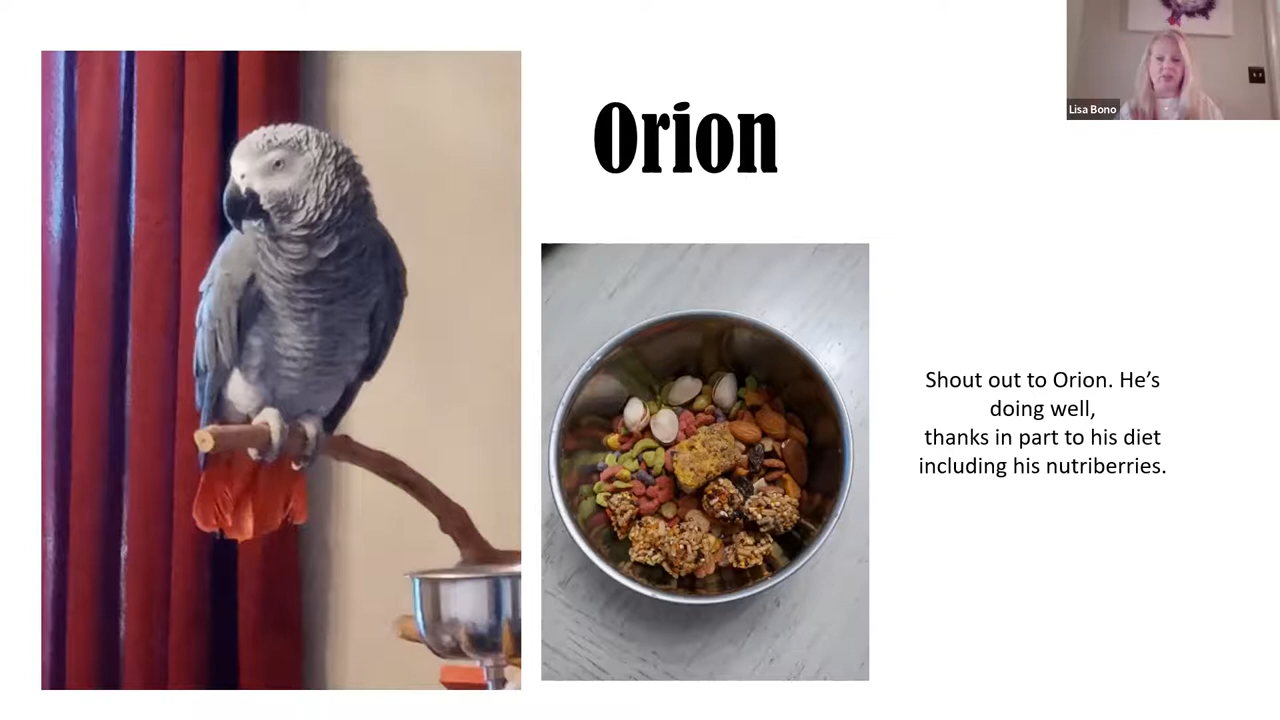 Lisa Bono
Orion
Shout out to Orion. He’s
doing well,
thanks in part to his diet
including his nutriberries.